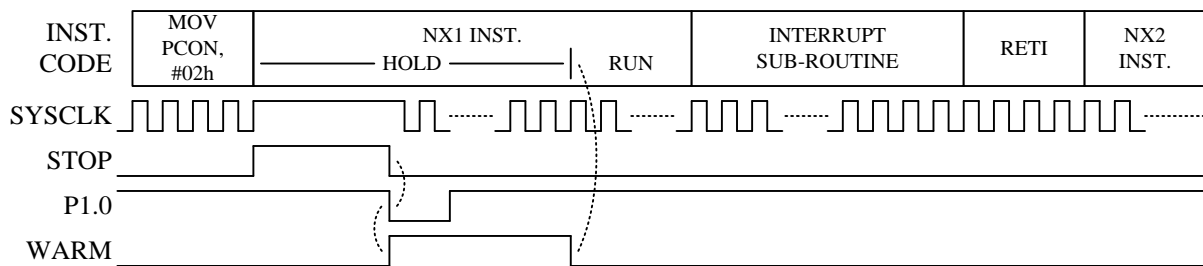 INST.
CODE
MOV
PCON,
#02h
NX1 INST.
HOLD
RUN
INTERRUPT
SUB-ROUTINE
RETI
NX2
INST.
SYSCLK
STOP
P1.0
WARM